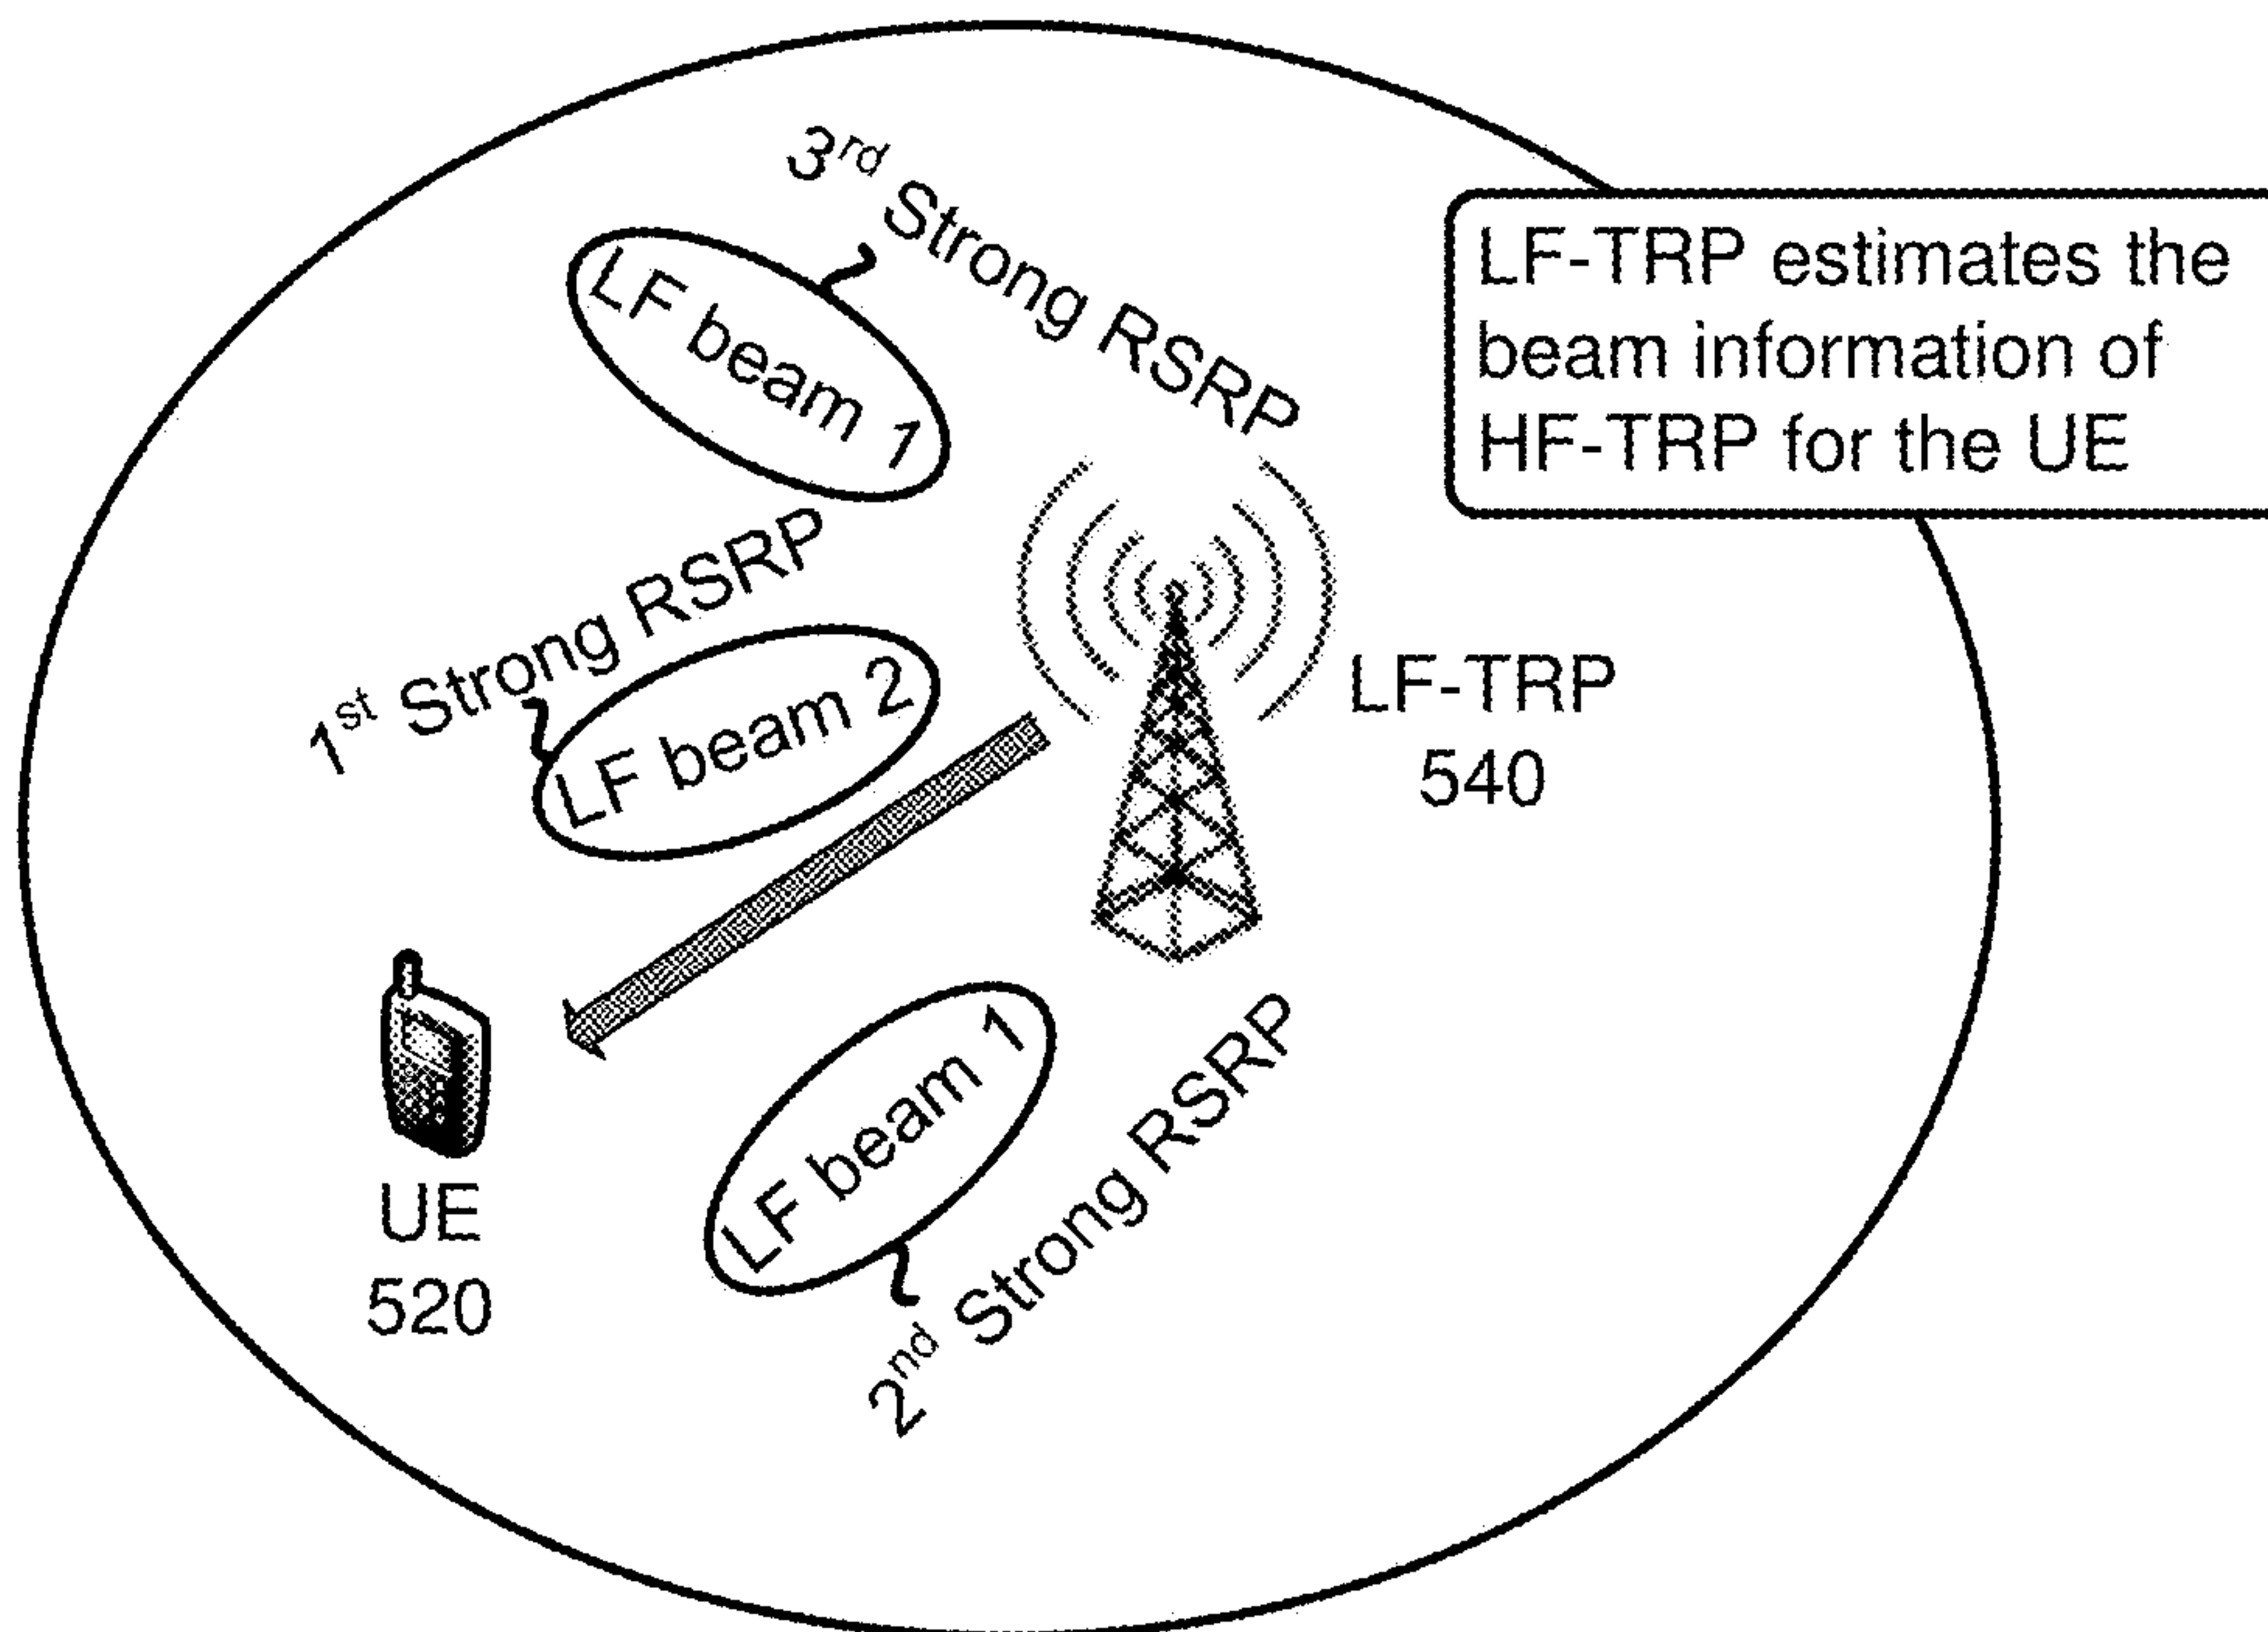 3rd Strong RSRP
LF beam 1
LF-TRP estimates the
beam information of
HF-TRP for the UE
1st Strong RSRP
LF beam 2
LF-TRP
540
UE
520
LF beam 1
2nd Strong RSRP